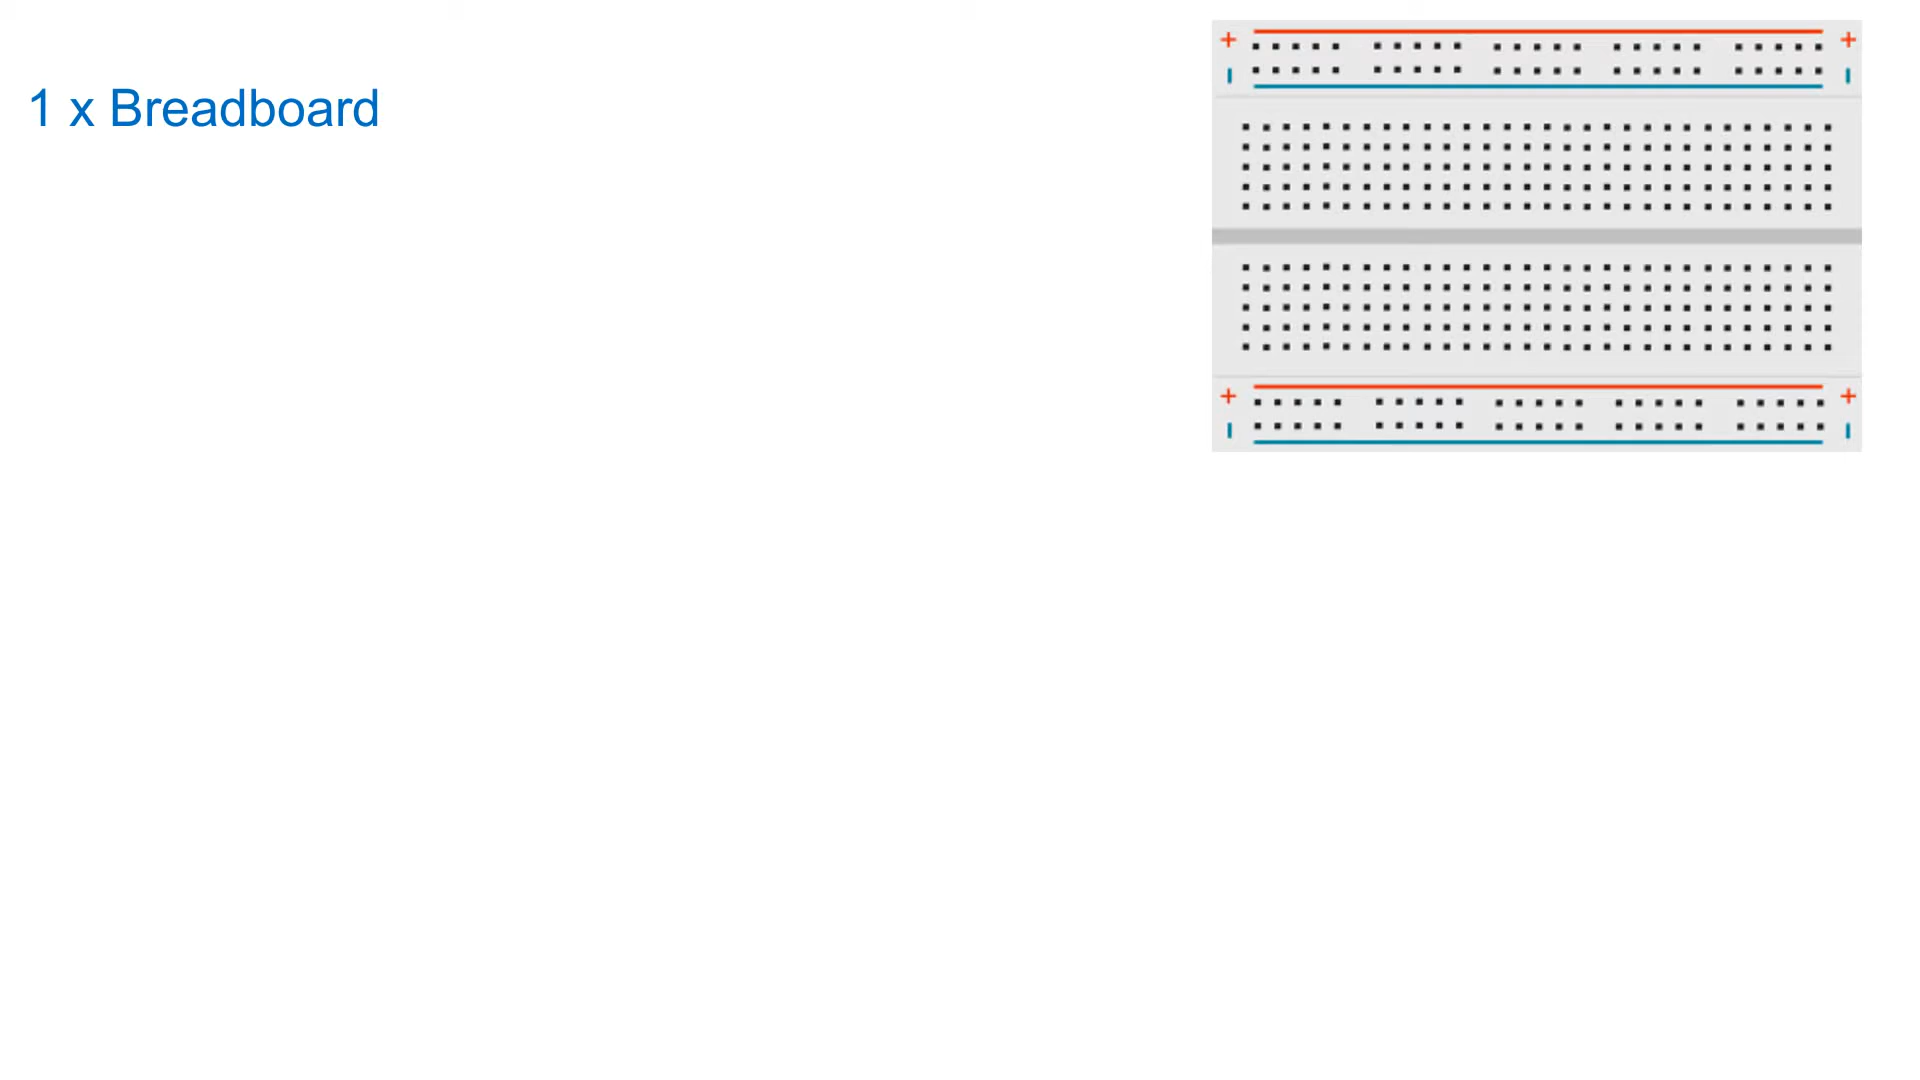 1 x Breadboard
+ +
- -
+ +
- -